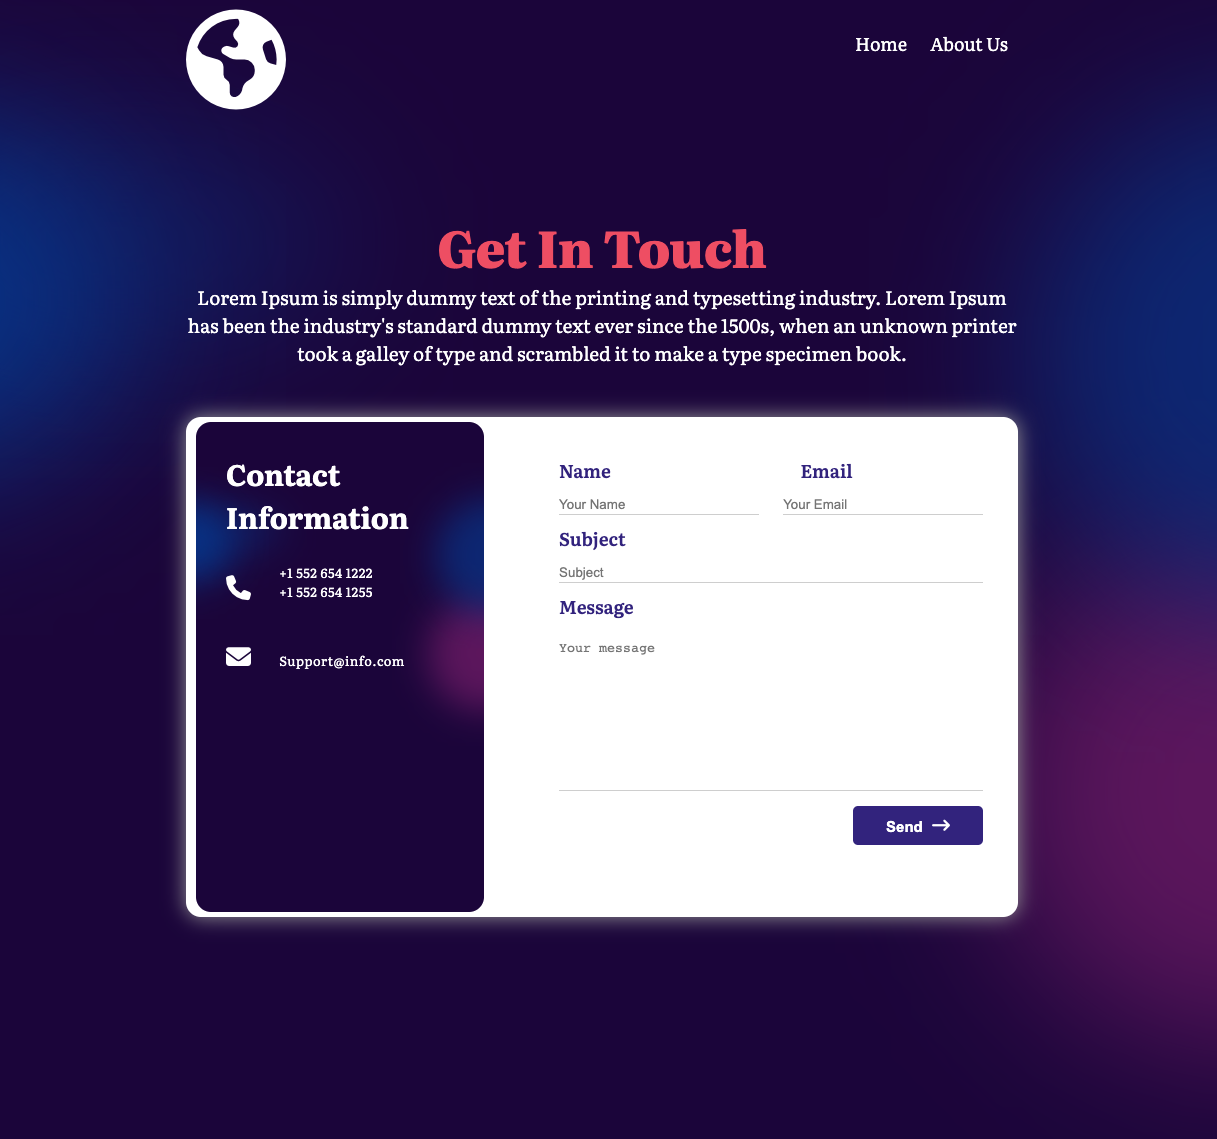 Home About Us
Get In Touch
Lorem Ipsum is simply dummy text of the printing and typesetting industry. Lorem Ipsum
has been the industry's standard dummy text ever since the 1500s, when an unknown printer
took a galley of type and scrambled it to make a type specimen book.
Contact
Information
+1 552 654 1222
+1 552 654 1255
Support@info.com
Name Email
Your Name Your Email
Subject
Subject
Message
Your message
Send